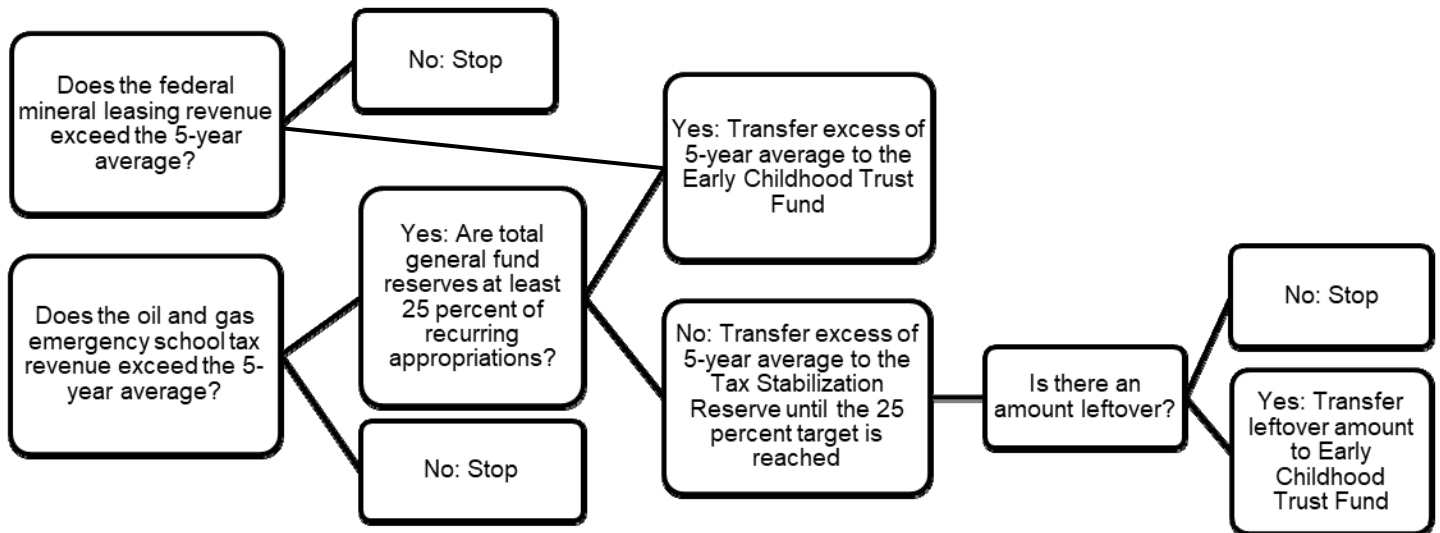 Does the federal
mineral leasing revenue
exceed the 5-year
average?
No: Stop
Yes: Transfer excess of
5-year average to the
Early Childhood Trust
Fund
Does the oil and gas
emergency school tax
revenue exceed the 5-
year average?
Yes: Are total
general fund
reserves at least
25 percent of
recurring
appropriations?
No: Stop
No: Transfer excess of
5-year average to the
Tax Stabilization
Reserve until the 25
percent target is
reached
Is there an
amount leftover?
No: Stop
Yes: Transfer
leftover amount
to Early
Childhood
Trust Fund